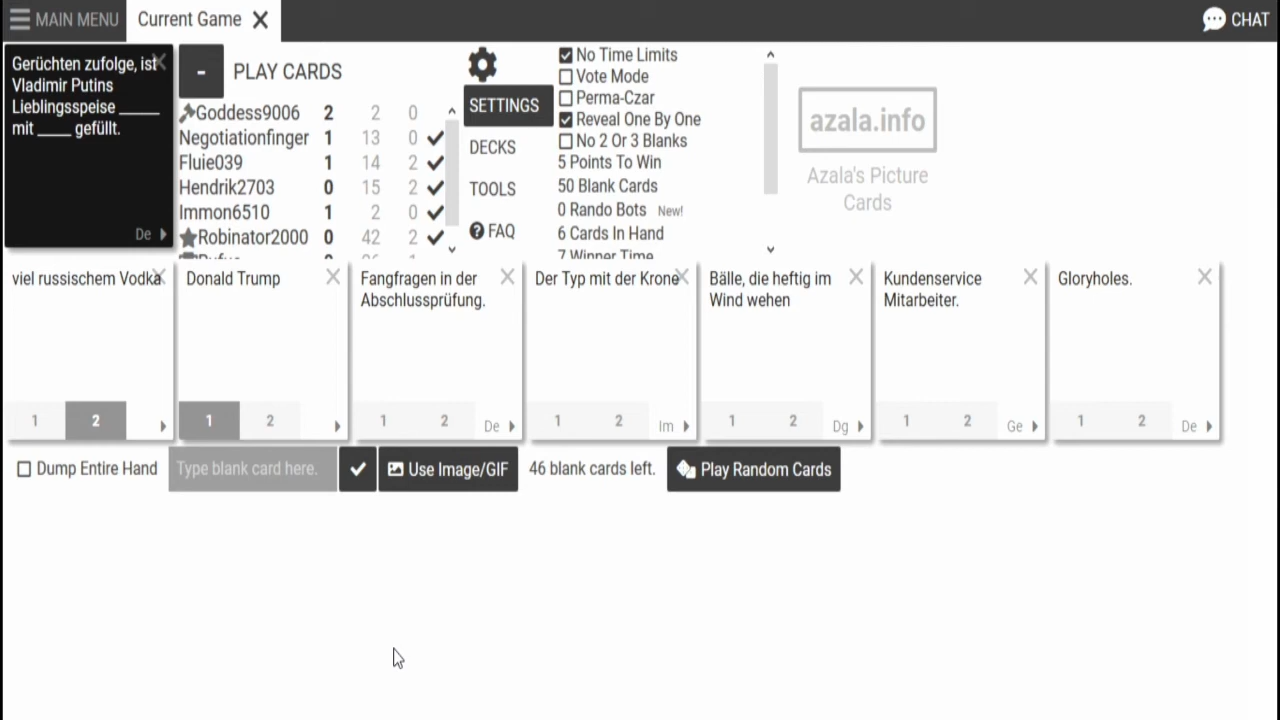 MAIN MENU
Current Game
CHAT
Gerüchten zufolge, ist
Vladimir Putins
Lieblingsspeise ______
mit _____ gefüllt.
De
-
PLAY CARDS
Goddess9006 2 2 0
Negotiationfinger 1 13 0
Fluie039 1 14 2
Hendrik2703 0 15 2
Immon6510 1 2 0
Robinator2000 0 42 2
SETTINGS
DECKS
TOOLS
FAQ
No Time Limits
Vote Mode
Perma-Czar
Reveal One By One
No 2 Or 3 Blanks
5 Points To Win
50 Blank Cards
0 Rando Bots New!
6 Cards In Hand
7 Winner Time
azala.info
Azala's Picture
Cards
viel russischem Vodka
1 2
Donald Trump
1 2
Fangfragen in der
Abschlussprüfung.
1 2 De
Der Typ mit der Krone
1 2 Im
Bälle, die heftig im
Wind wehen
1 2 Dg
Kundenservice
Mitarbeiter.
1 2 Ge
Gloryholes.
1 2 De
Dump Entire Hand
Type blank card here.
Use Image/GIF
46 blank cards left.
Play Random Cards